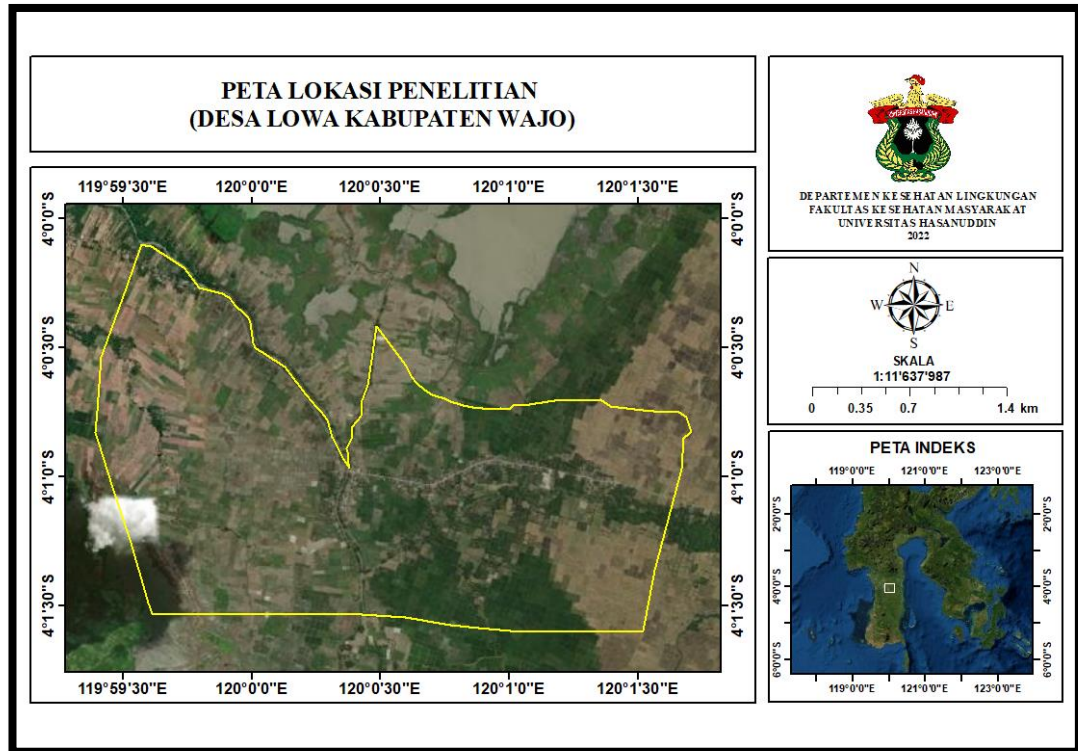 PETA LOKASI PENELITIAN
(DESA LOWA KABUPATEN WAJO)
119°59'30"E 120°0'0"E 120°0'30"E 120°1'0"E 120°1'30"E
4°0'0"S 4°0'0"S
4°0'30"S 4°0'30"S
4°1'0"S 4°1'0"S
4°1'30"S 4°1'30"S
119°59'30"E 120°0'0"E 120°0'30"E 120°1'0"E 120°1'30"E
DEPARTEMEN KESEHATAN LINGKUNGAN
FAKULTAS KESEHATAN MASYARAKAT
UNIVERSITAS HASANUDDIN
2022
N
W E
S
SKALA
1:11'637'987
0 0.35 0.7 1.4 km
PETA INDEKS
119°0'0"E 121°0'0"E 123°0'0"E
2°0'0"S 2°0'0"S
4°0'0"S 4°0'0"S
6°0'0"S 6°0'0"S
119°0'0"E 121°0'0"E 123°0'0"E